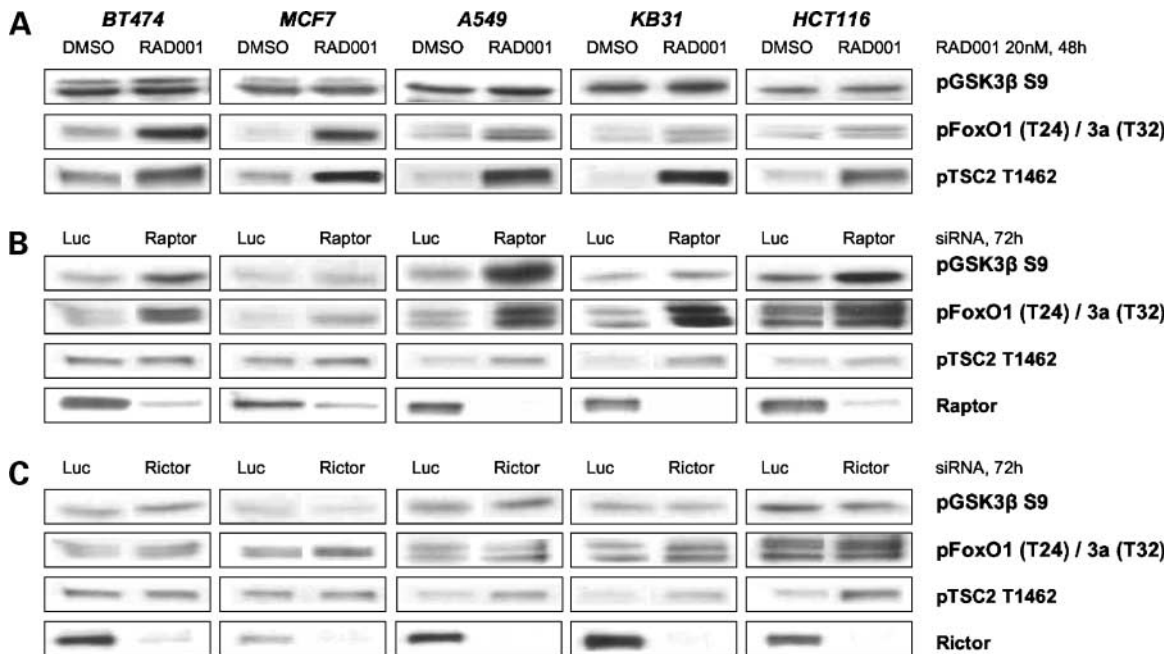 A
BT474 MCF7 A549 KB31 HCT116
DMSO RAD001 DMSO RAD001 DMSO RAD001 DMSO RAD001 DMSO RAD001 RAD001 20nM, 48h
pGSK3β S9
pFoxO1 (T24) / 3a (T32)
pTSC2 T1462
B
Luc Raptor Luc Raptor Luc Raptor Luc Raptor Luc Raptor siRNA, 72h
pGSK3β S9
pFoxO1 (T24) / 3a (T32)
pTSC2 T1462
Raptor
C
Luc Rictor Luc Rictor Luc Rictor Luc Rictor Luc Rictor siRNA, 72h
pGSK3β S9
pFoxO1 (T24) / 3a (T32)
pTSC2 T1462
Rictor